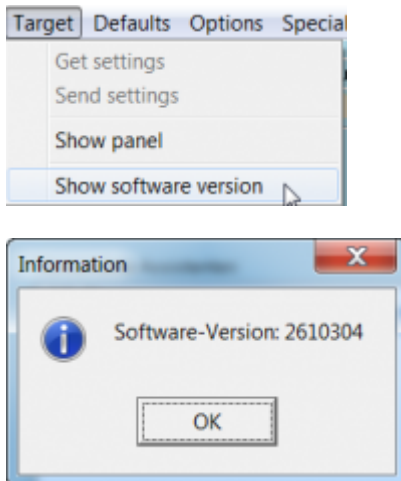 Target Defaults Options Special
Get settings
Send settings
Show panel
Show software version
Information
Software-Version: 2610304
OK